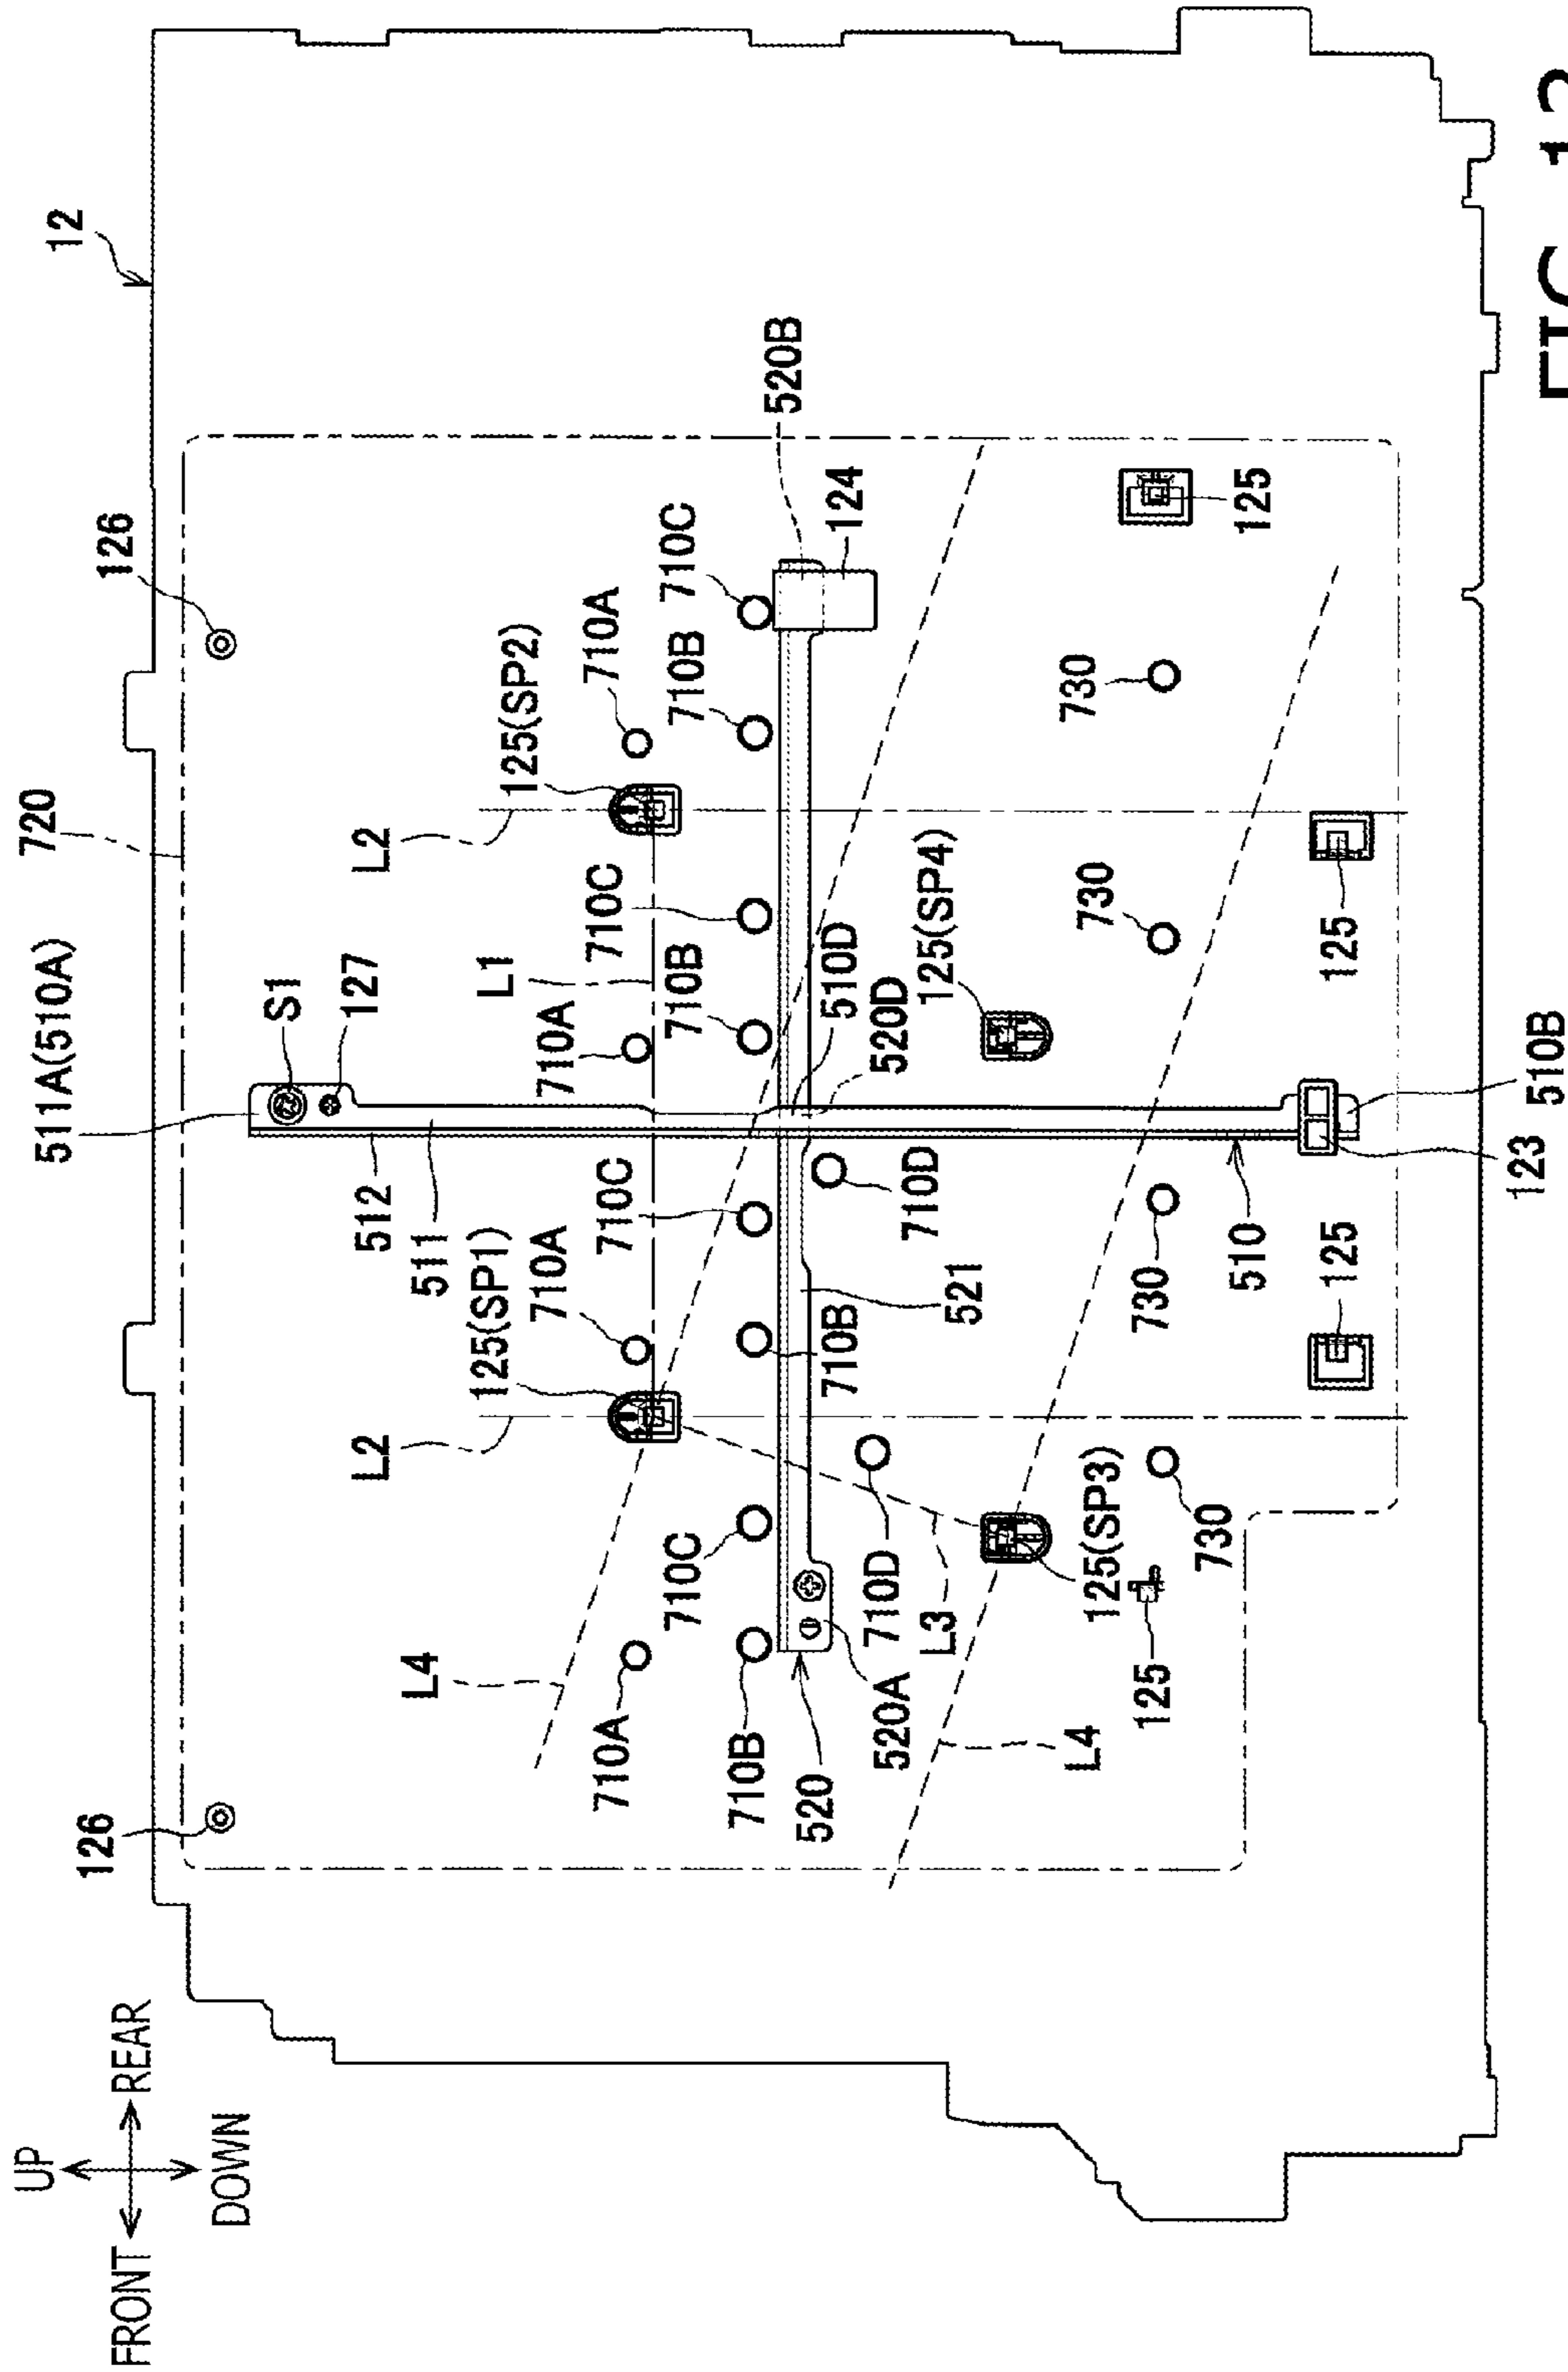 UP
720
511A(510A)
12
126
126
FRONT
REAR
DOWN
S1
127
L2
512
L2
L4
511
125(SP1)
L1
125(SP2)
710A
710A
710A
710C
710C
710A
710C
710B
710B
710C
710B
520B
520
710B
510D
124
710D
520A
520D
710D
L3
125(SP4)
521
L4
730
730
125(SP3)
125
730
730
510
125
125
125
123
510B